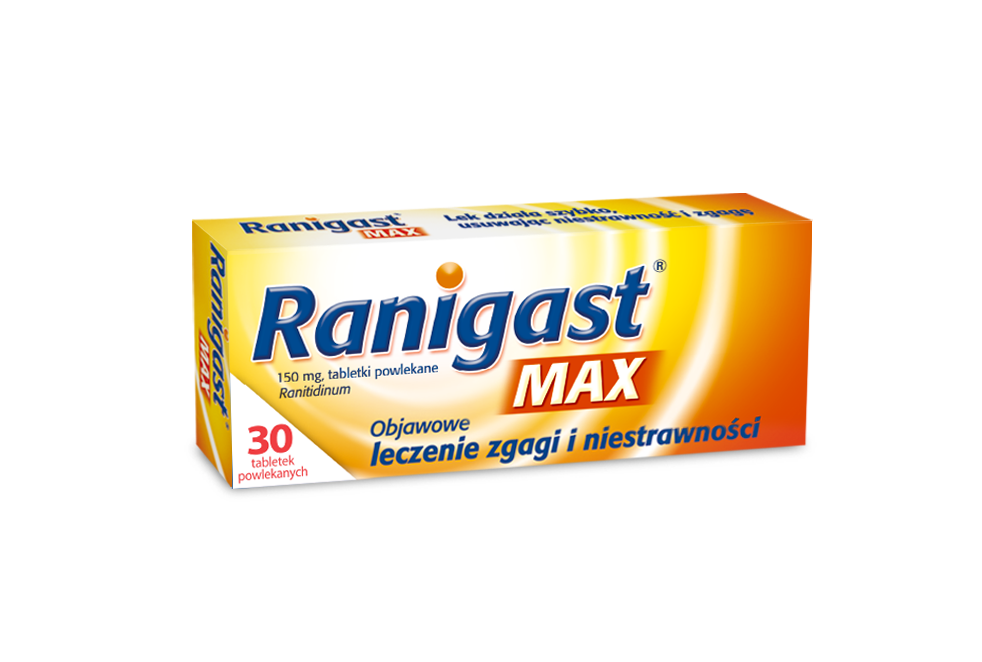 Ranigast®
MAX
Lek działa szybko,
usuwając niestrawność i zgagę
Ranigast®
MAX
Ranigast®
MAX
150 mg, tabletki powlekane
Ranitidinum
Objawowe
leczenie zgagi i niestrawności
30
tabletek
powlekanych